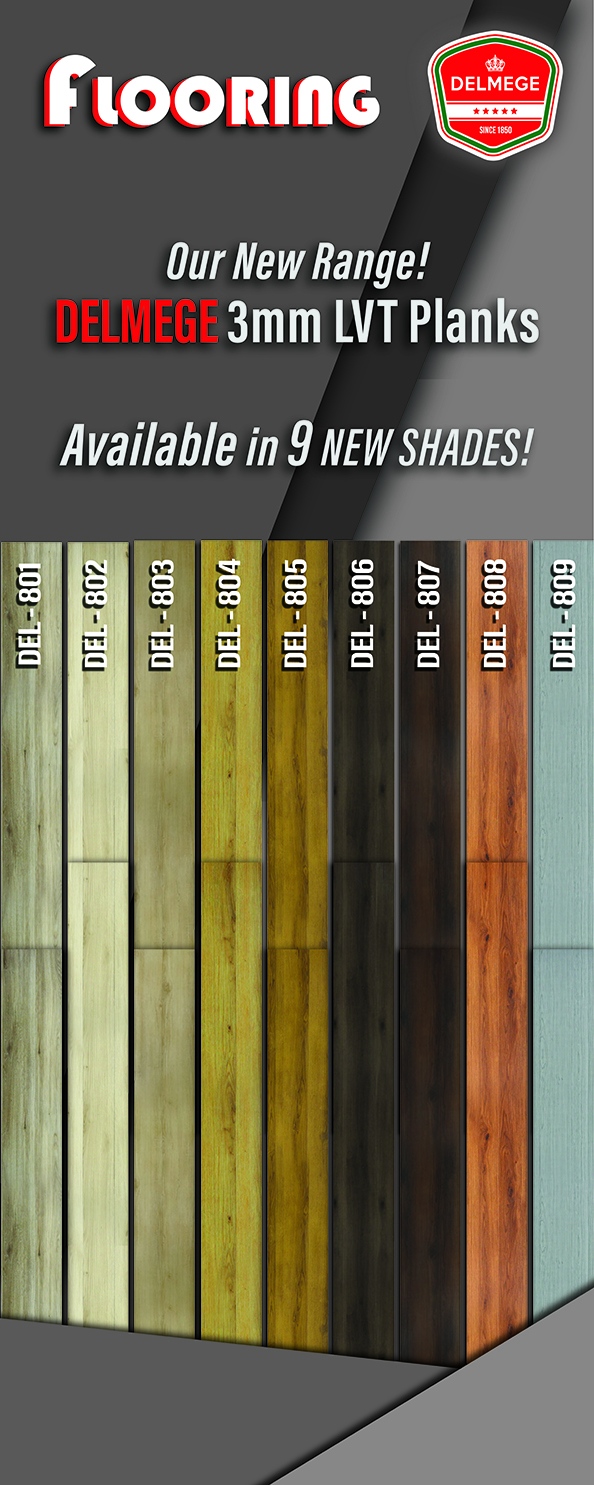 FLOORING
DELMEGE
SINCE 1850
Our New Range!
DELMEGE 3mm LVT Planks
Available in 9 NEW SHADES!
DEL - 801
DEL - 802
DEL - 803
DEL - 804
DEL - 805
DEL - 806
DEL - 807
DEL - 808
DEL - 809